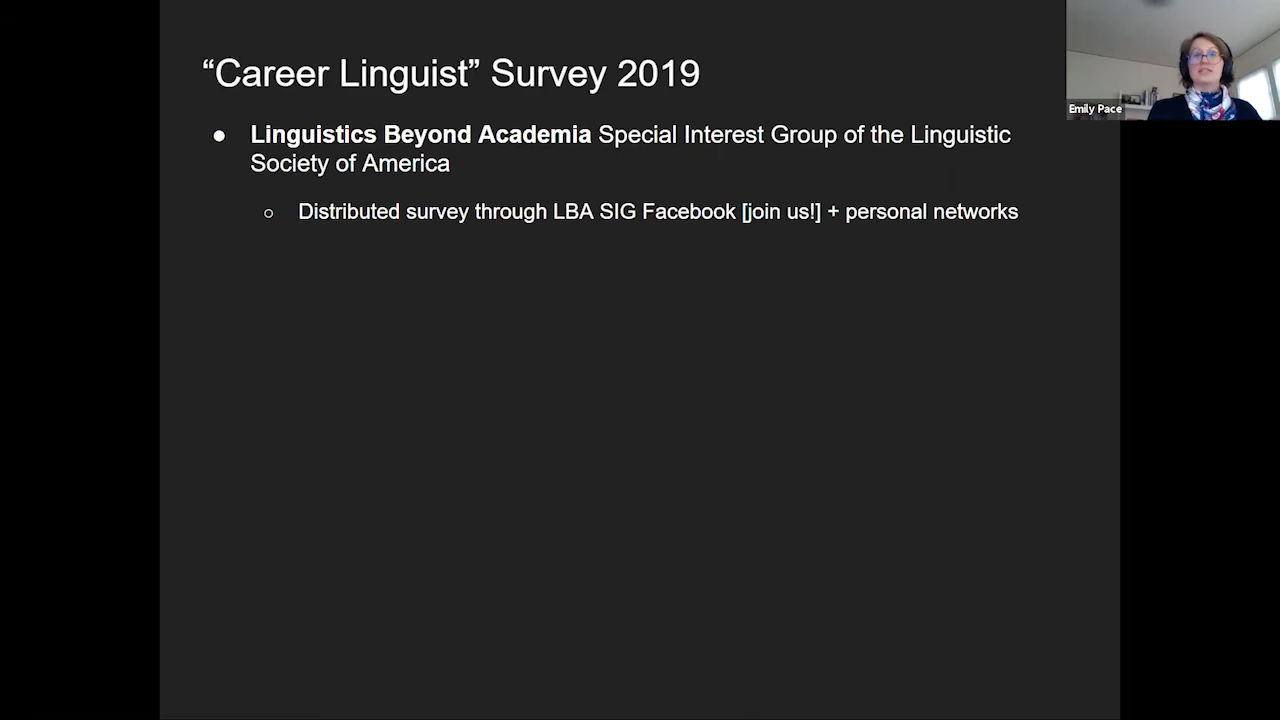 “Career Linguist” Survey 2019
● Linguistics Beyond Academia Special Interest Group of the Linguistic
Society of America
○ Distributed survey through LBA SIG Facebook [join us!] + personal networks
Emily Pace